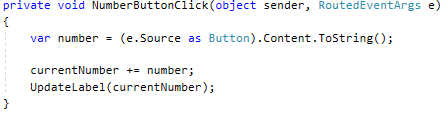 private void NumberButtonClick(object sender, RoutedEventArgs e)
{
var number = (e.Source as Button).Content.ToString();
currentNumber += number;
UpdateLabel(currentNumber);
}